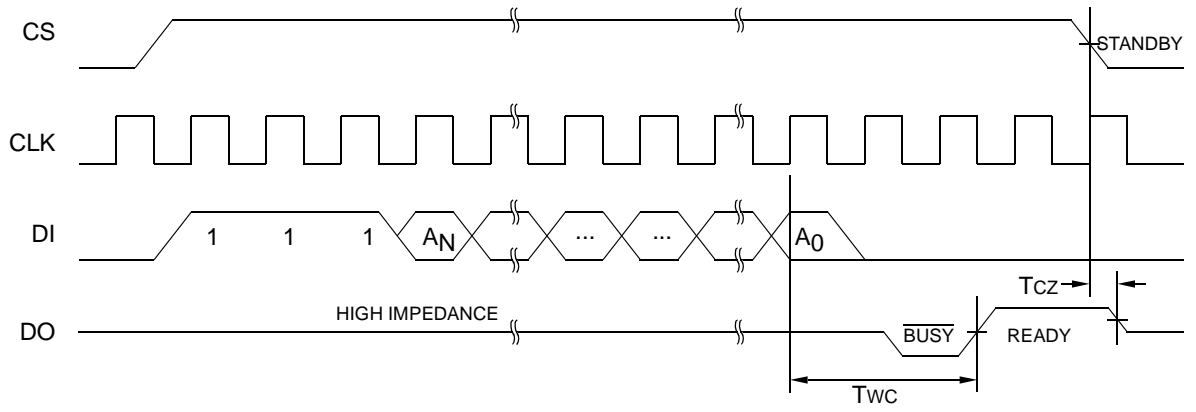 CS
STANDBY
CLK
DI
1 1 1 AN ... ... A0
TCZ
HIGH IMPEDANCE
DO
BUSY READY
TWC